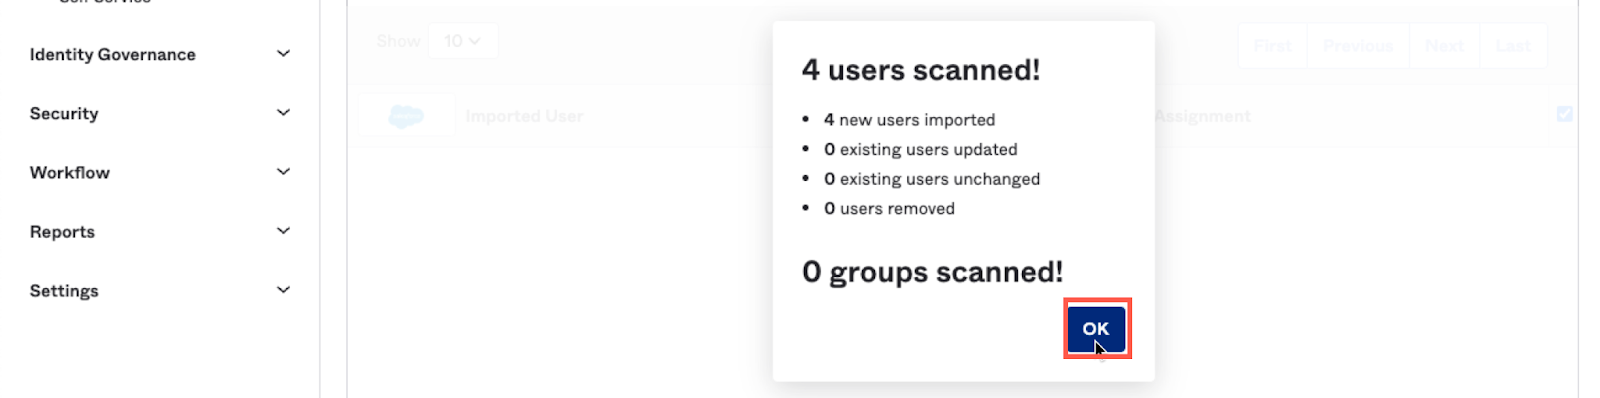 Identity Governance
Security
Workflow
Reports
Settings
Show 10
First Previous Next Last
Imported User
Assignment
4 users scanned!
• 4 new users imported
• 0 existing users updated
• 0 existing users unchanged
• 0 users removed
0 groups scanned!
OK